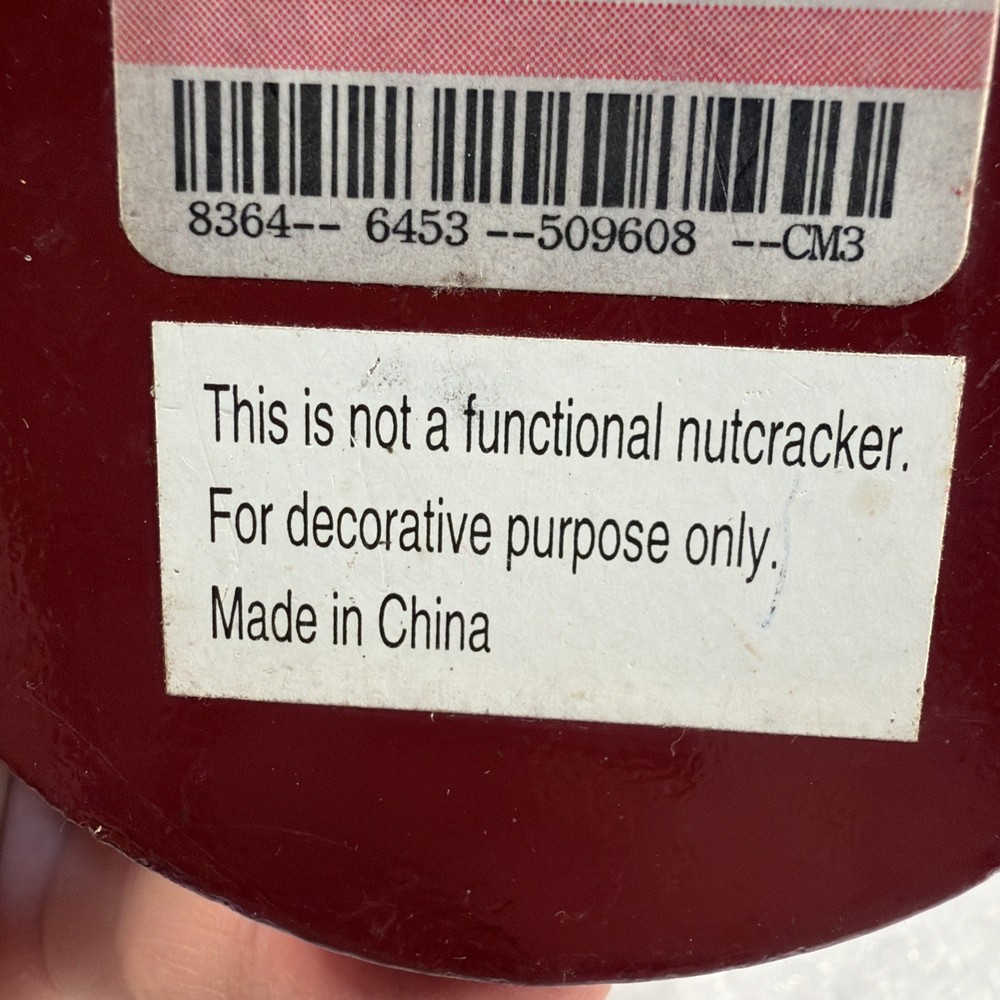 8364-- 6453 --509608 --CM3
This is not a functional nutcracker.
For decorative purpose only.
Made in China